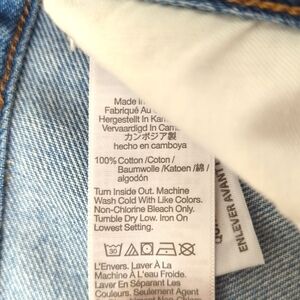 Made in
Fabriqué Au
Hergestellt In Kam
Vervaardigd In Cam
カンボジア製
hecho en camboya
100% Cotton /Coton /
Baumwolle /Katoen /綿 /
algodón
Turn Inside Out. Machine
Wash Cold With Like Colors.
Non-Chlorine Bleach Only.
Tumble Dry Low. Iron On
Lowest Setting.
L'Envers. Laver À La
Machine À L'eau Froide.
Laver En Séparant Les
Couleurs. Seulement Agent
ENLEVER AVANT